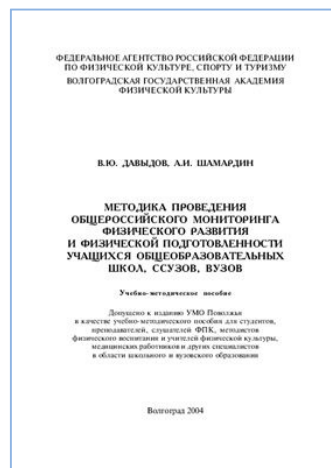 ФЕДЕРАЛЬНОЕ АГЕНТСТВО РОССИЙСКОЙ ФЕДЕРАЦИИ
ПО ФИЗИЧЕСКОЙ КУЛЬТУРЕ, СПОРТУ И ТУРИЗМУ
ВОЛГОГРАДСКАЯ ГОСУДАРСТВЕННАЯ АКАДЕМИЯ
ФИЗИЧЕСКОЙ КУЛЬТУРЫ
В.Ю. ДАВЫДОВ, А.И. ШАМАРДИН
МЕТОДИКА ПРОВЕДЕНИЯ
ОБЩЕРОССИЙСКОГО МОНИТОРИНГА
ФИЗИЧЕСКОГО РАЗВИТИЯ
И ФИЗИЧЕСКОЙ ПОДГОТОВЛЕННОСТИ
УЧАЩИХСЯ ОБЩЕОБРАЗОВАТЕЛЬНЫХ
ШКОЛ, ССУЗОВ, ВУЗОВ
Учебно-методическое пособие
Допущено к изданию УМО Поволжья
в качестве учебно-методического пособия для студентов,
преподавателей, слушателей ФПК, методистов
физического воспитания и учителей физической культуры,
медицинских работников и других специалистов
в области школьного и вузовского образования
Волгоград 2004